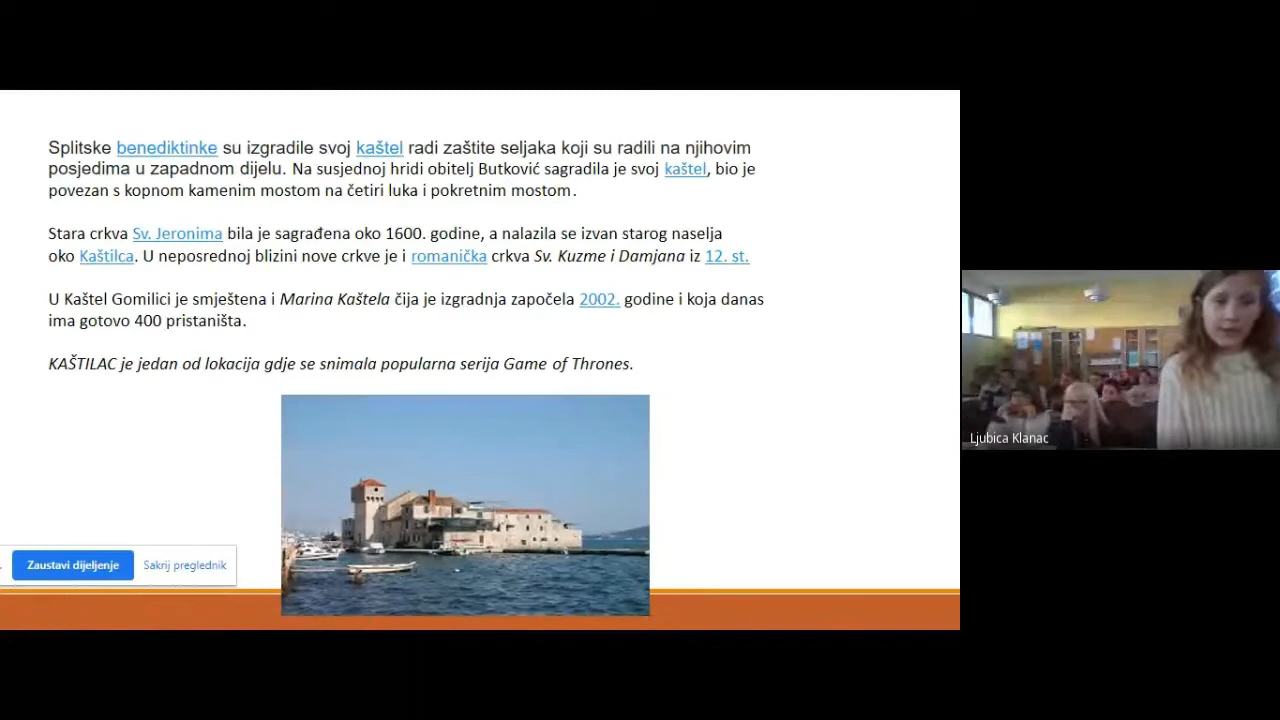 Splitske benediktinke su izgradile svoj kaštel radi zaštite seljaka koji su radili na njihovim
posjedima u zapadnom dijelu. Na susjednoj hridi obitelj Butković sagradila je svoj kaštel, bio je
povezan s kopnom kamenim mostom na četiri luka i pokretnim mostom.
Stara crkva Sv. Jeronima bila je sagrađena oko 1600. godine, a nalazila se izvan starog naselja
oko Kaštilca. U neposrednoj blizini nove crkve je i romanička crkva Sv. Kuzme i Damjana iz 12. st.
U Kaštel Gomilici je smještena i Marina Kaštela čija je izgradnja započela 2002. godine i koja danas
ima gotovo 400 pristaništa.
KAŠTILAC je jedan od lokacija gdje se snimala popularna serija Game of Thrones.
Zaustavi dijeljenje
Sakrij preglednik
Ljubica Klanac